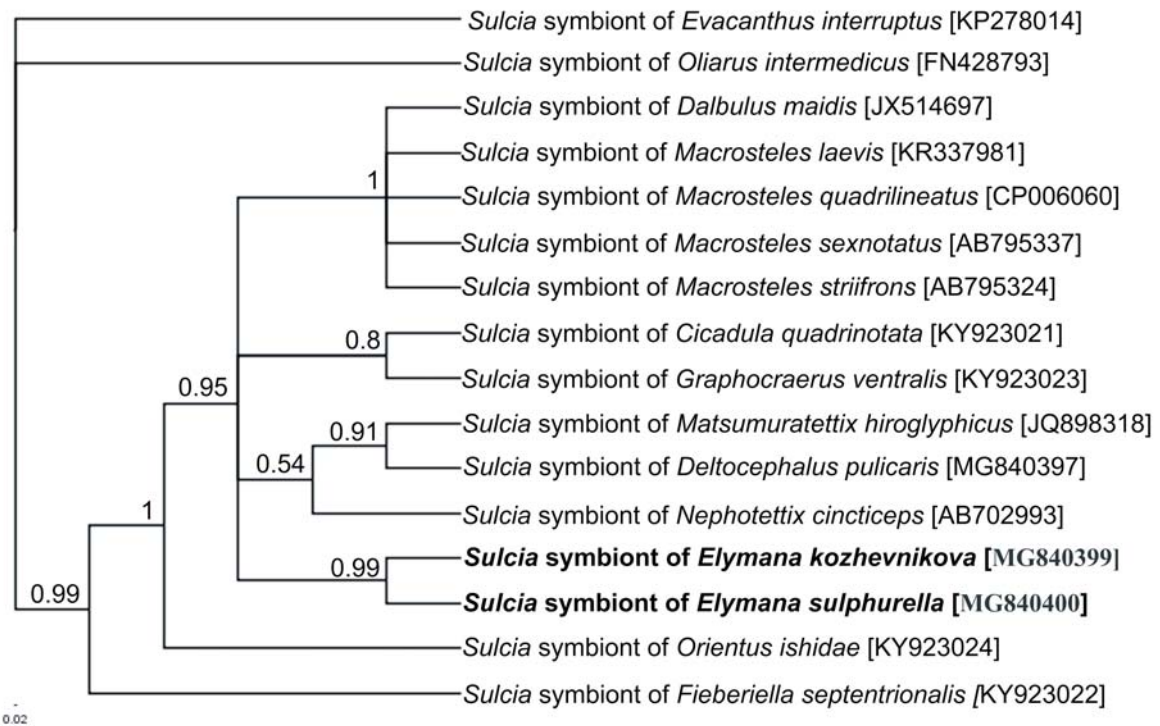 Sulcia symbiont of Evacanthus interruptus [KP278014]
Sulcia symbiont of Oliarus intermedicus [FN428793]
Sulcia symbiont of Dalbulus maidis [JX514697]
Sulcia symbiont of Macrosteles laevis [KR337981]
1
Sulcia symbiont of Macrosteles quadrilineatus [CP006060]
Sulcia symbiont of Macrosteles sexnotatus [AB795337]
Sulcia symbiont of Macrosteles striifrons [AB795324]
0.8
Sulcia symbiont of Cicadula quadrinotata [KY923021]
Sulcia symbiont of Graphocraerus ventralis [KY923023]
0.95
Sulcia symbiont of Matsumuratettix hiroglyphicus [JQ898318]
0.91
0.54
Sulcia symbiont of Deltocephalus pulicaris [MG840397]
Sulcia symbiont of Nephotettix cincticeps [AB702993]
1
Sulcia symbiont of Elymana kozhevnikova [MG840399]
0.99
0.99
Sulcia symbiont of Elymana sulphurella [MG840400]
Sulcia symbiont of Orientus ishidae [KY923024]
Sulcia symbiont of Fieberiella septentrionalis [KY923022]
0.02